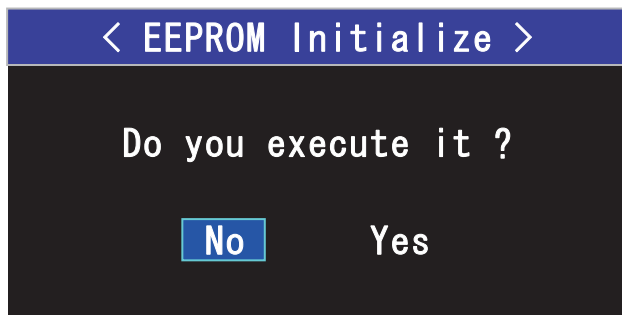 < EEPROM Initialize >
Do you execute it ?
No Yes